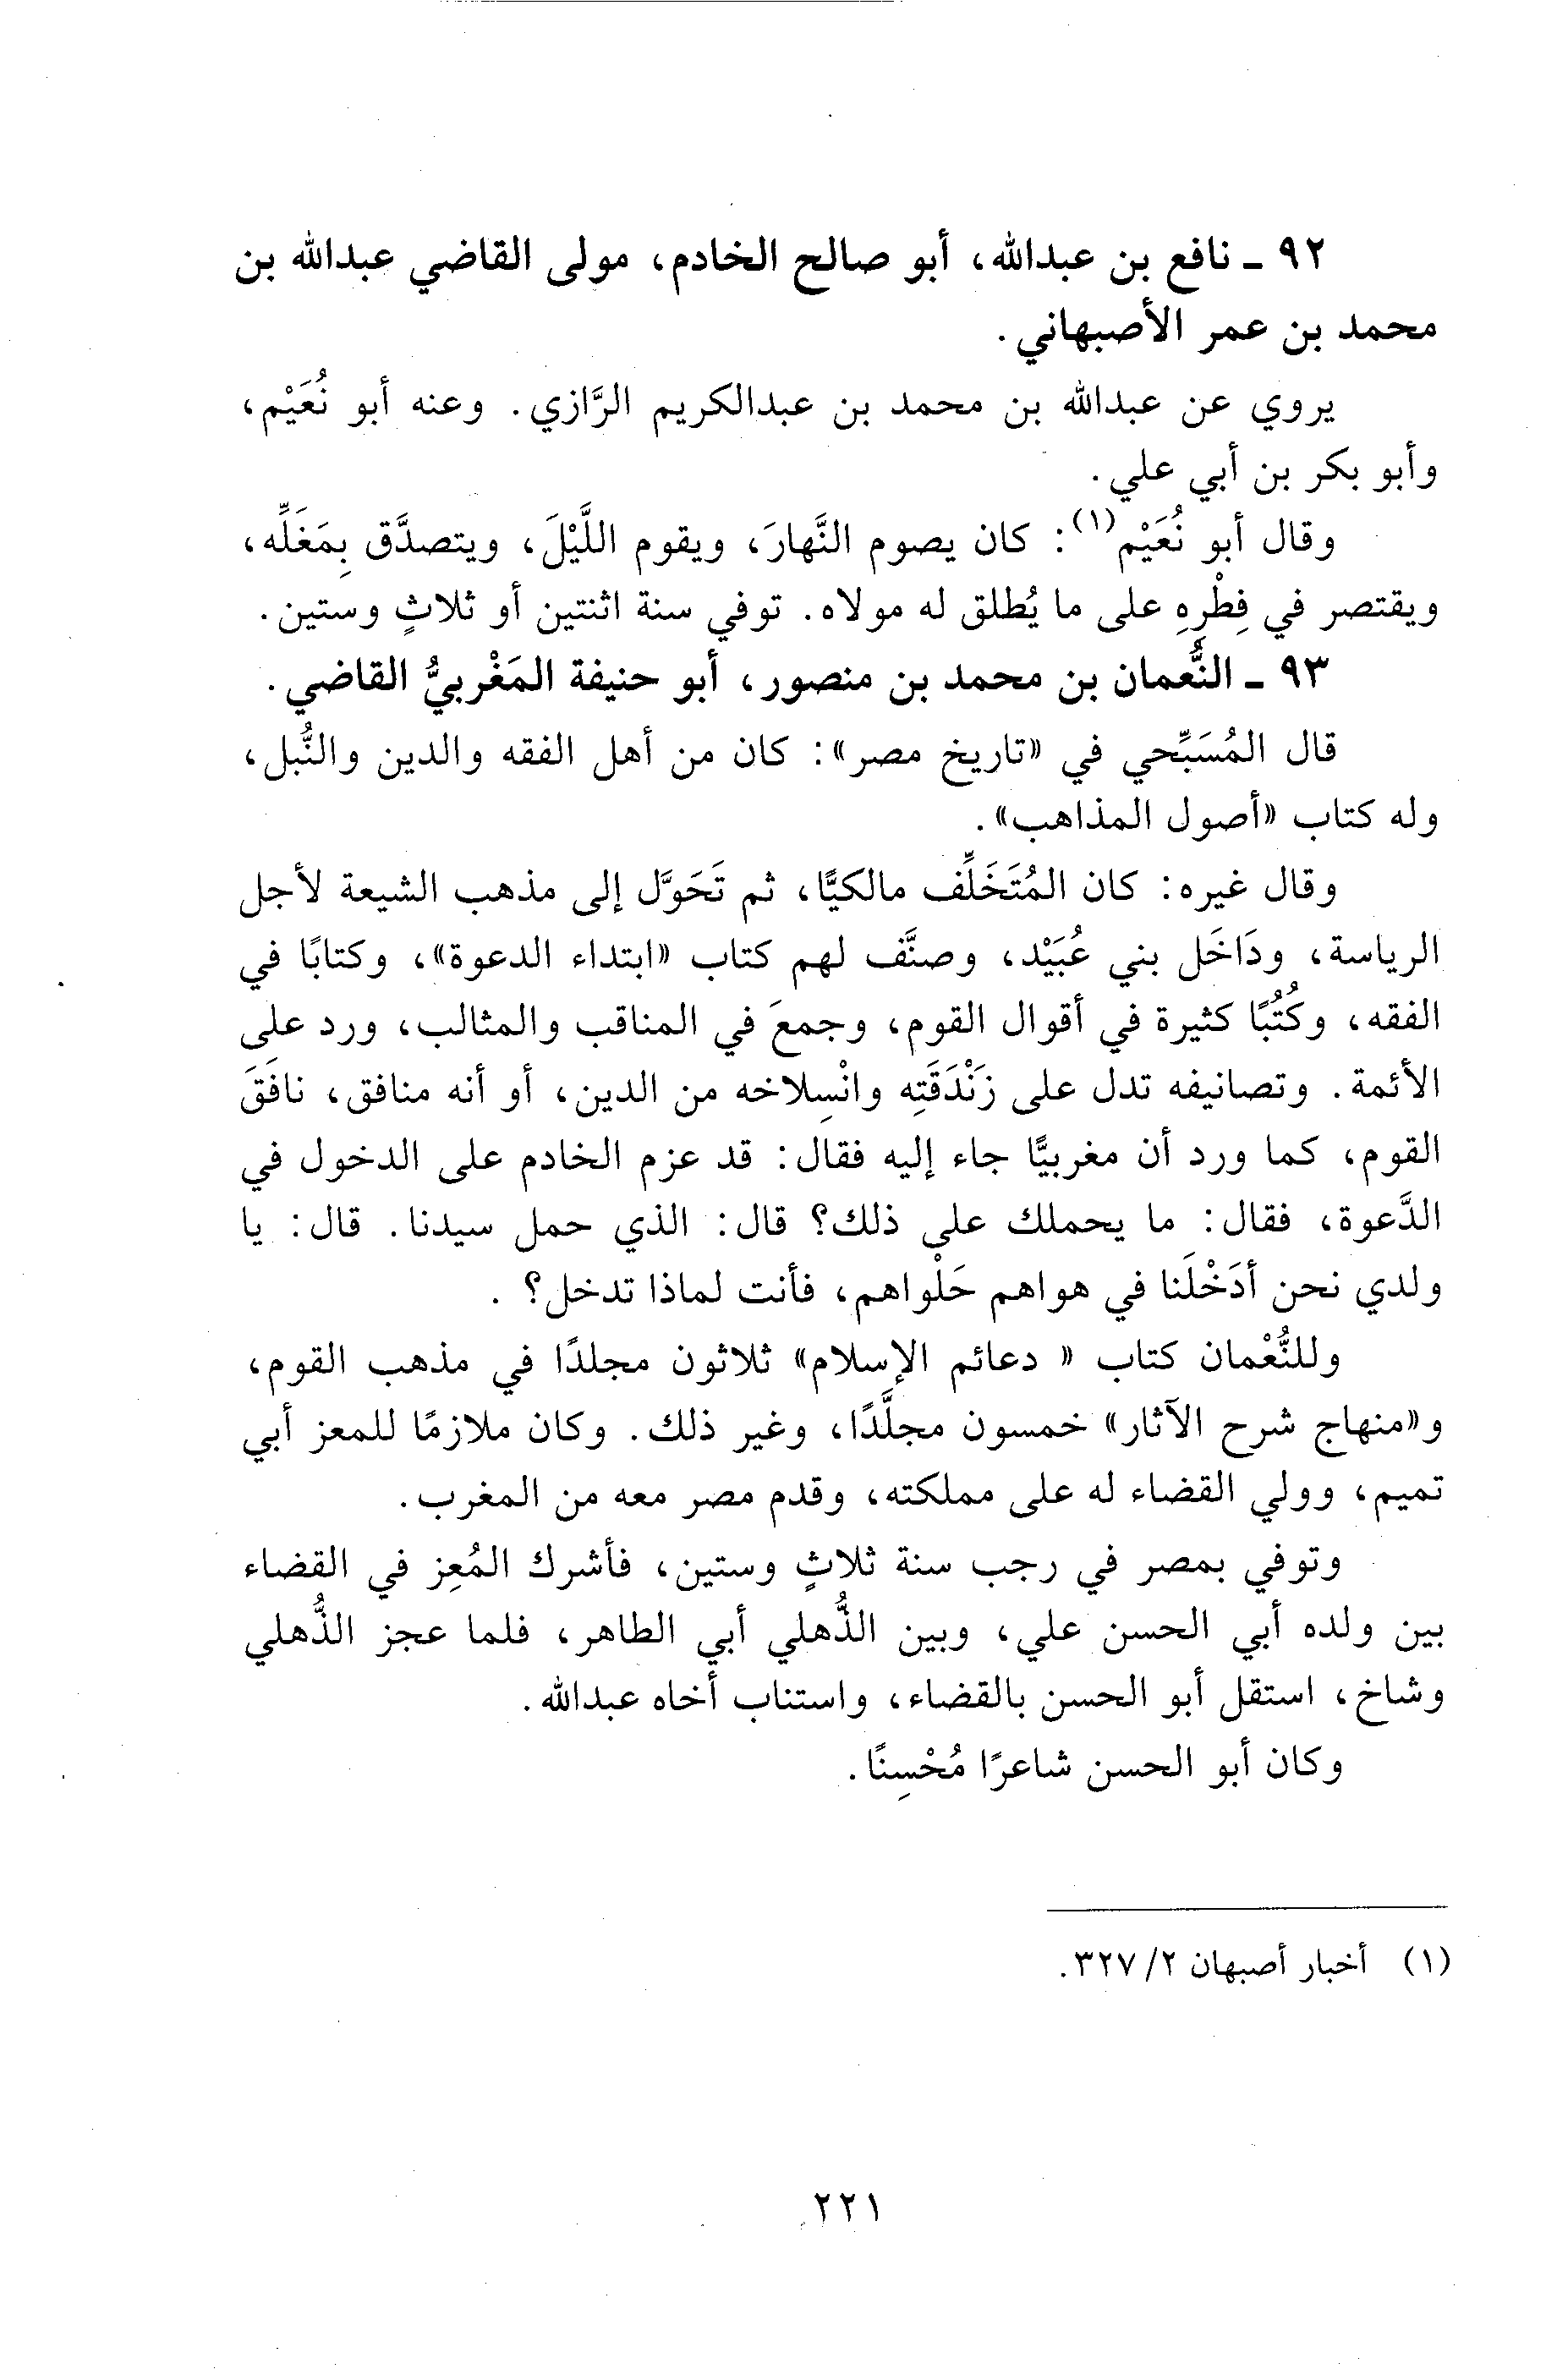 ٩٢ ـ نافع بن عبدالله، أبو صالح الخادم، مولى القاضي عبدالله بن
محمد بن عمر الأصبهاني.
يروي عن عبدالله بن محمد بن عبدالكريم الرَّازي. وعنه أبو نُعَيْم،
وأبو بكر بن أبي علي.
وقال أبو نُعَيْم(١): كان يصوم النَّهارَ، ويقوم اللَّيْلَ، ويتصدَّق بِمَغَلِّه،
ويقتصر في فِطْرِهِ على ما يُطلق له مولاه. توفي سنة اثنتين أو ثلاثٍ وستين.
٩٣ ـ النُّعمان بن محمد بن منصور، أبو حنيفة المَغْربيُّ القاضي.
قال المُسَبِّحي في «تاريخ مصر»: كان من أهل الفقه والدين والنُّبل،
وله كتاب «أصول المذاهب».
وقال غيره: كان المُتَخَلِّف مالكيًّا، ثم تَحَوَّل إلى مذهب الشيعة لأجل
الرياسة، ودَاخَل بني عُبَيْد، وصنَّف لهم كتاب «ابتداء الدعوة»، وكتابًا في
الفقه، وكُتُبًا كثيرة في أقوال القوم، وجمعَ في المناقب والمثالب، ورد على
الأئمة. وتصانيفه تدل على زَنْدَقَتِه وانْسِلاخه من الدين، أو أنه منافق، نافَقَ
القوم، كما ورد أن مغربيًّا جاء إليه فقال: قد عزم الخادم على الدخول في
الدَّعوة، فقال: ما يحملك على ذلك؟ قال: الذي حمل سيدنا. قال: يا
ولدي نحن أدَخْلَنا في هواهم حَلْواهم، فأنت لماذا تدخل؟ .
وللنُّعْمان كتاب « دعائم الإسلام» ثلاثون مجلدًا في مذهب القوم،
و«منهاج شرح الآثار» خمسون مجلَّدًا، وغير ذلك. وكان ملازمًا للمعز أبي
تميم، وولي القضاء له على مملكته، وقدم مصر معه من المغرب.
وتوفي بمصر في رجب سنة ثلاثٍ وستين، فأشرك المُعِز في القضاء
بين ولده أبي الحسن علي، وبين الذُّهلي أبي الطاهر، فلما عجز الذُّهلي
وشاخ، استقل أبو الحسن بالقضاء، واستناب أخاه عبدالله.
وكان أبو الحسن شاعرًا مُحْسِنًا.
(١) أخبار أصبهان ٢/ ٣٢٧.
٢٢١